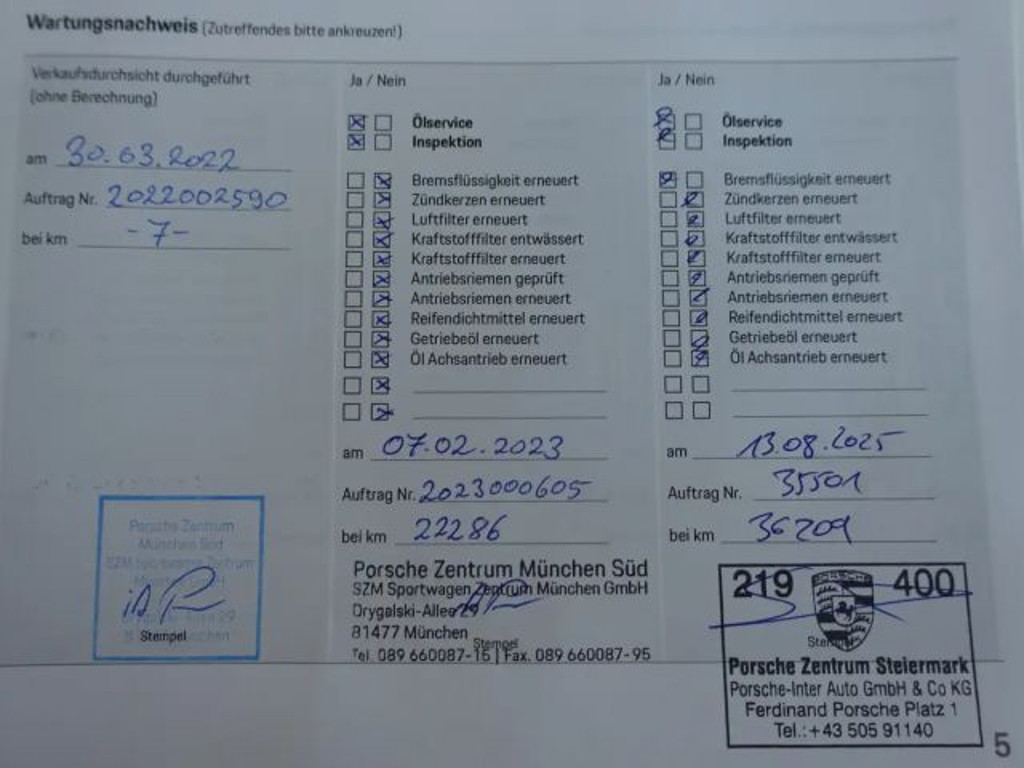 Wartungsnachweis (Zutreffendes bitte ankreuzen!)
Verkaufsdurchsicht durchgeführt
(ohne Berechnung)
am 30.03.2022
Auftrag Nr. 2022002590
bei km -7-
Porsche Zentrum
München Süd
SZM Sportwagen Zentrum
Stempel
Ja / Nein
Ölservice
Inspektion
Bremsflüssigkeit erneuert
Zündkerzen erneuert
Luftfilter erneuert
Kraftstofffilter entwässert
Kraftstofffilter erneuert
Antriebsriemen geprüft
Antriebsriemen erneuert
Reifendichtmittel erneuert
Getriebeöl erneuert
Öl Achsantrieb erneuert
am 07.02.2023
Auftrag Nr. 2023000605
bei km 22286
Porsche Zentrum München Süd
SZM Sportwagen Zentrum München GmbH
Drygalski-Allee 29
81477 München
Stempel
Tel. 089 660087-15 | Fax. 089 660087-95
Ja / Nein
Ölservice
Inspektion
Bremsflüssigkeit erneuert
Zündkerzen erneuert
Luftfilter erneuert
Kraftstofffilter entwässert
Kraftstofffilter erneuert
Antriebsriemen geprüft
Antriebsriemen erneuert
Reifendichtmittel erneuert
Getriebeöl erneuert
Öl Achsantrieb erneuert
am 13.08.2025
Auftrag Nr. 35501
bei km 36209
219 PORSCHE 400
Porsche Zentrum Steiermark
Porsche-Inter Auto GmbH & Co KG
Ferdinand Porsche Platz 1
Tel.: +43 505 91140
5